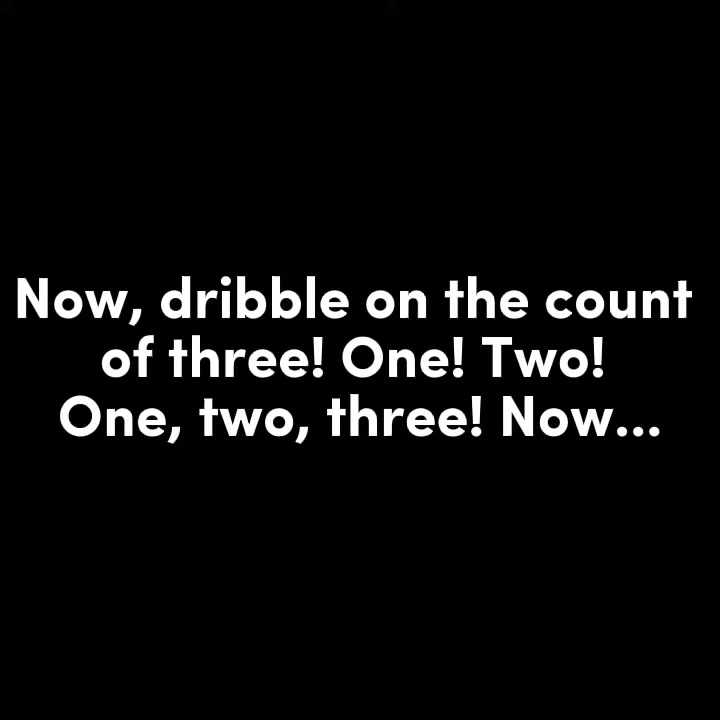 Now, dribble on the count
of three! One! Two!
One, two, three! Now...